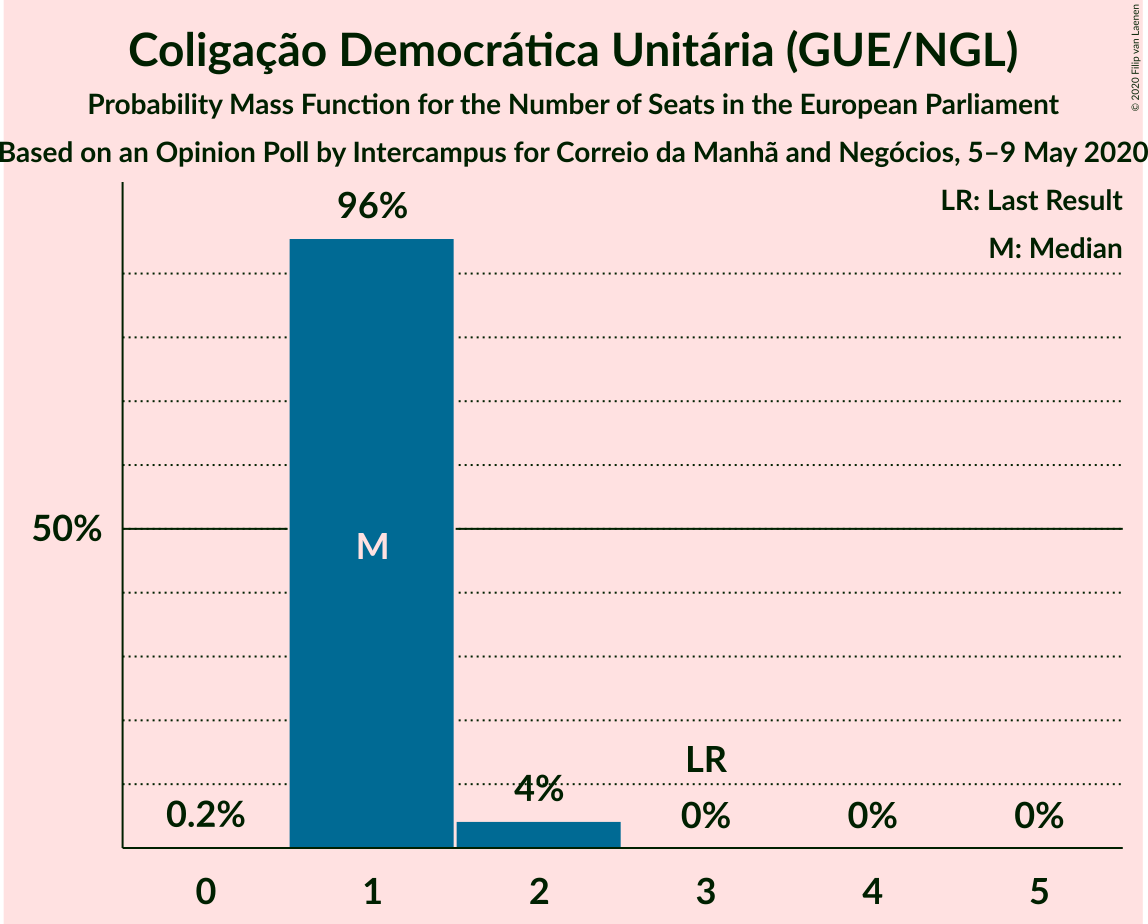 Coligação Democrática Unitária (GUE/NGL)
Probability Mass Function for the Number of Seats in the European Parliament
Based on an Opinion Poll by Intercampus for Correio da Manhã and Negócios, 5–9 May 2020
© 2020 Filip van Laenen
LR: Last Result
M: Median
96%
50%
M
LR
0.2%
4%
0%
0%
0%
0 1 2 3 4 5